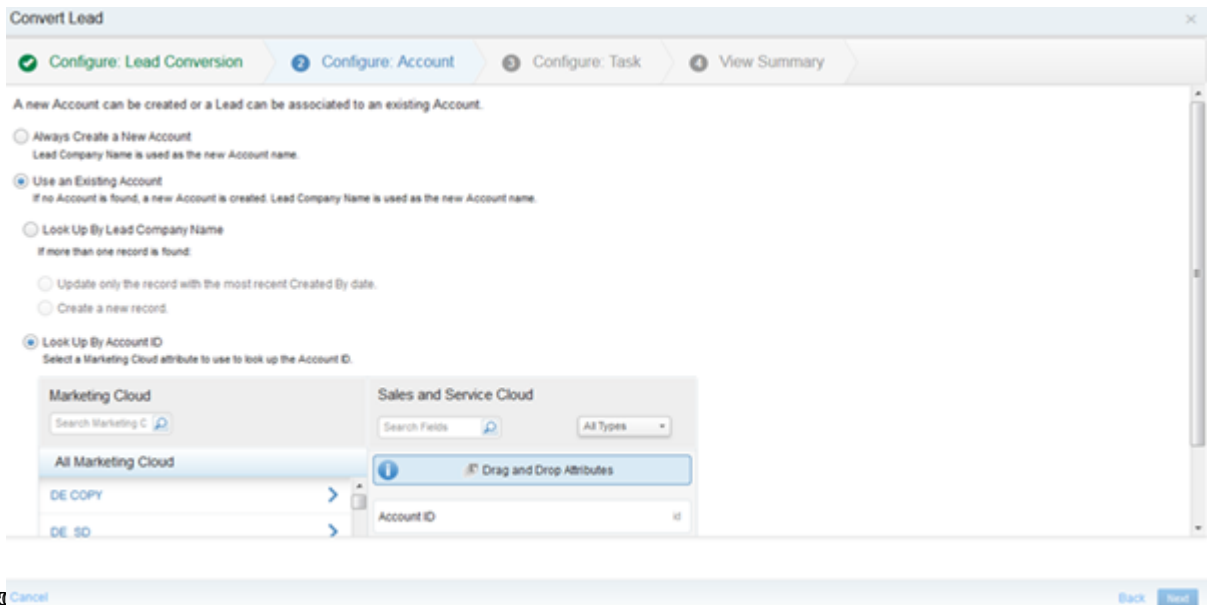 Convert Lead
Configure: Lead Conversion
2 Configure: Account
3 Configure: Task
4 View Summary
A new Account can be created or a Lead can be associated to an existing Account.
Always Create a New Account
Lead Company Name is used as the new Account name.
Use an Existing Account
If no Account is found, a new Account is created. Lead Company Name is used as the new Account name.
Look Up By Lead Company Name
If more than one record is found:
Update only the record with the most recent Created By date.
Create a new record.
Look Up By Account ID
Select a Marketing Cloud attribute to use to look up the Account ID.
Marketing Cloud
Sales and Service Cloud
Search Marketing C
Search Fields
All Types
All Marketing Cloud
Drag and Drop Attributes
DE COPY
Account ID
id
DE_SD
Cancel
Back
Next